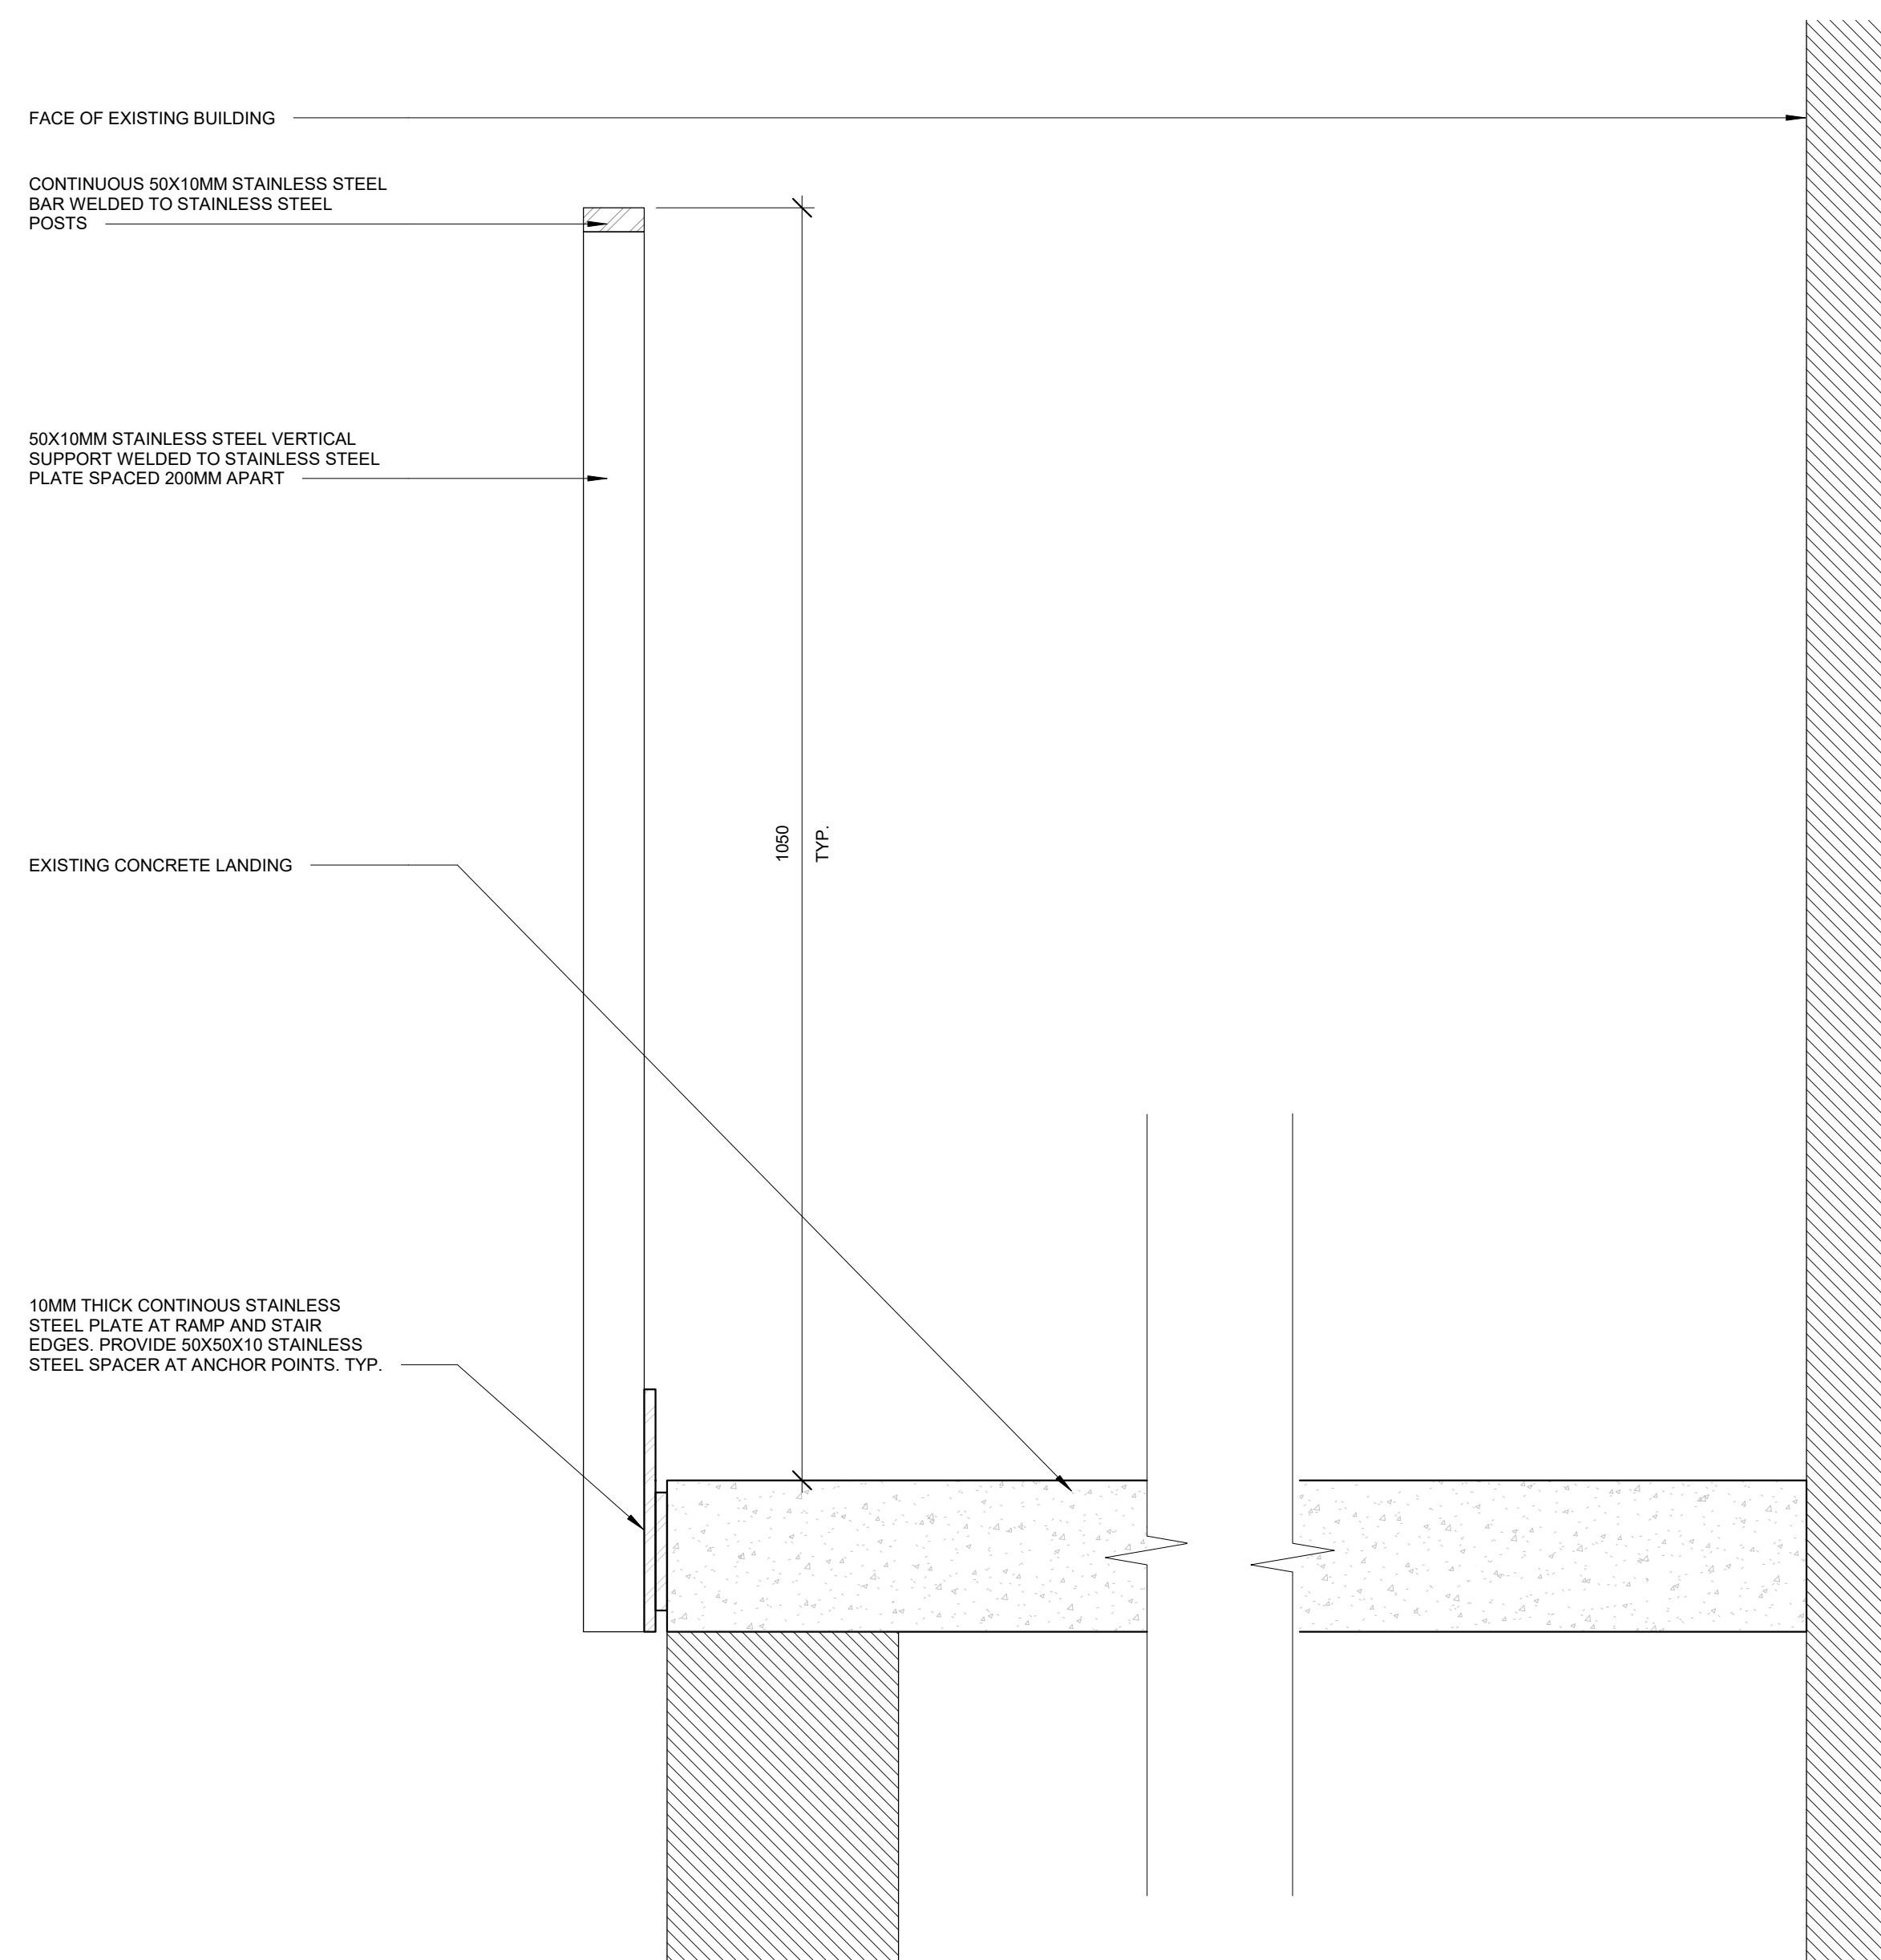 FACE OF EXISTING BUILDING
CONTINUOUS 50X10MM STAINLESS STEEL
BAR WELDED TO STAINLESS STEEL
POSTS
50X10MM STAINLESS STEEL VERTICAL
SUPPORT WELDED TO STAINLESS STEEL
PLATE SPACED 200MM APART
1050
TYP.
EXISTING CONCRETE LANDING
10MM THICK CONTINOUS STAINLESS
STEEL PLATE AT RAMP AND STAIR
EDGES. PROVIDE 50X50X10 STAINLESS
STEEL SPACER AT ANCHOR POINTS. TYP.